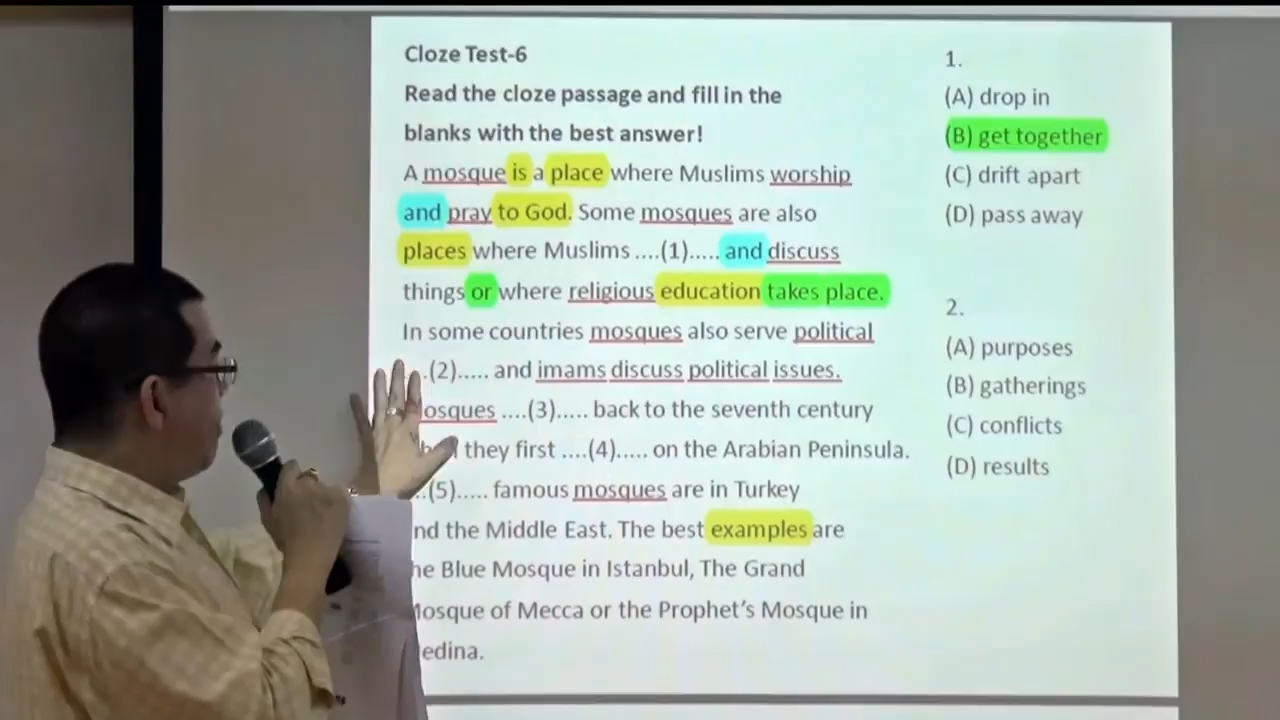 Cloze Test-6
Read the cloze passage and fill in the
blanks with the best answer!
A mosque is a place where Muslims worship
and pray to God. Some mosques are also
places where Muslims ....(1)..... and discuss
things or where religious education takes place.
In some countries mosques also serve political
.(2)..... and imams discuss political issues.
osques ....(3)..... back to the seventh century
they first ....(4)..... on the Arabian Peninsula.
..(5)..... famous mosques are in Turkey
nd the Middle East. The best examples are
he Blue Mosque in Istanbul, The Grand
Mosque of Mecca or the Prophet's Mosque in
edina.
1.
(A) drop in
(B) get together
(C) drift apart
(D) pass away
2.
(A) purposes
(B) gatherings
(C) conflicts
(D) results